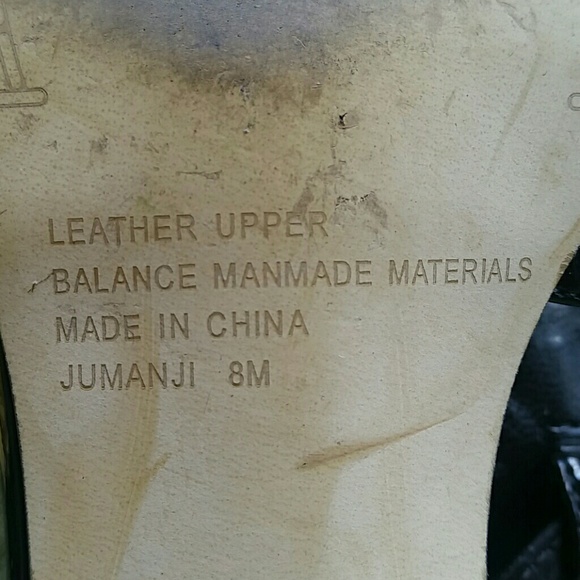 LEATHER UPPER
BALANCE MANMADE MATERIALS
MADE IN CHINA
JUMANJI 8M